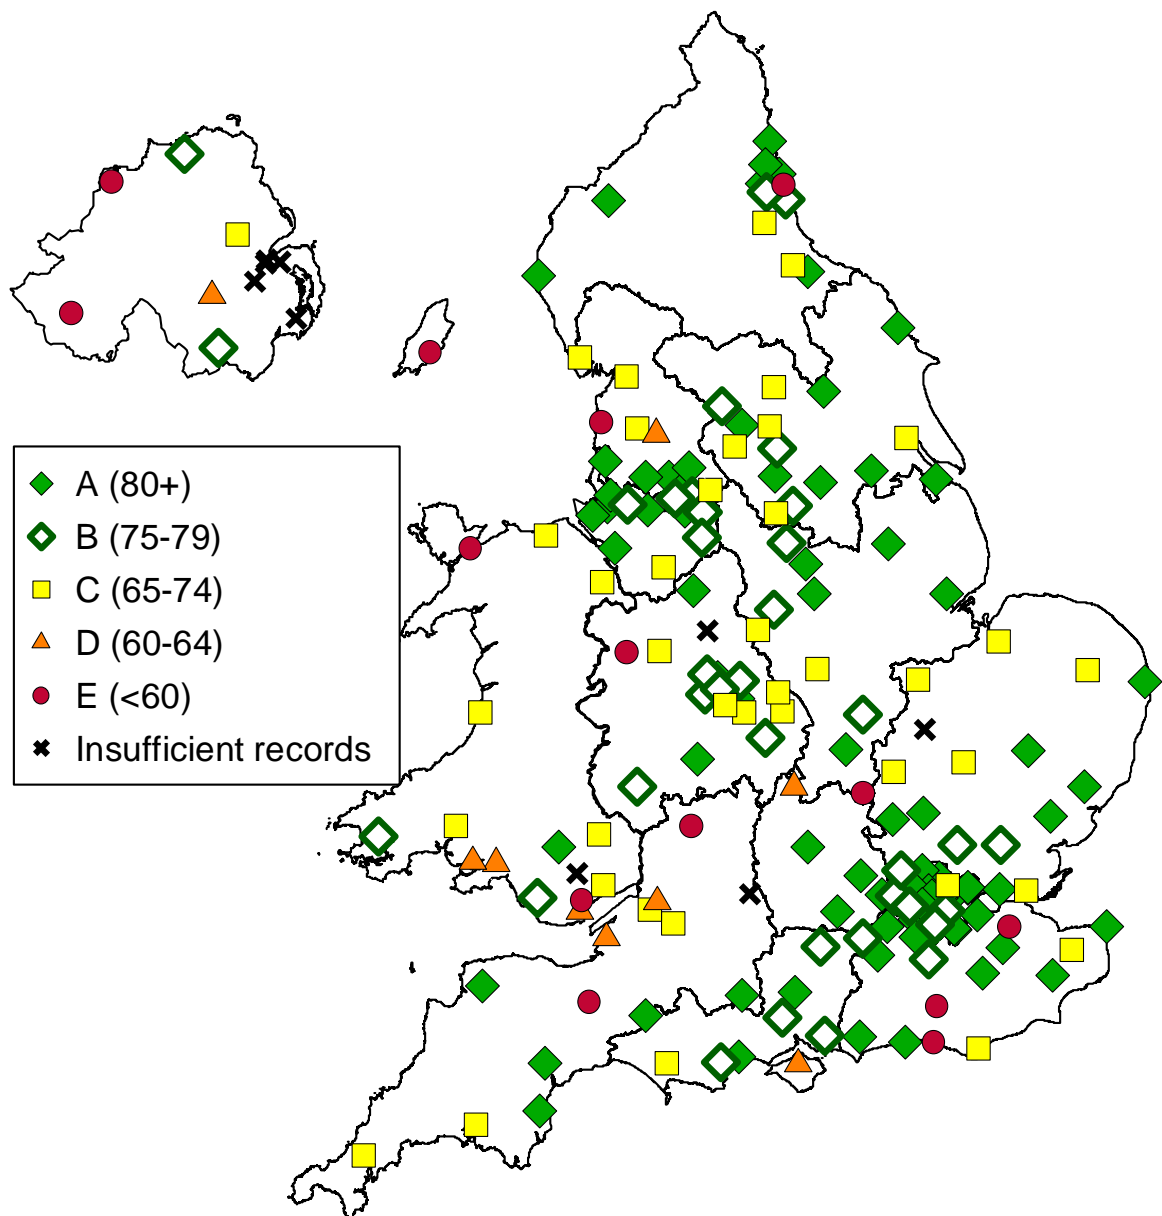 A (80+)
B (75-79)
C (65-74)
D (60-64)
E (<60)
Insufficient records